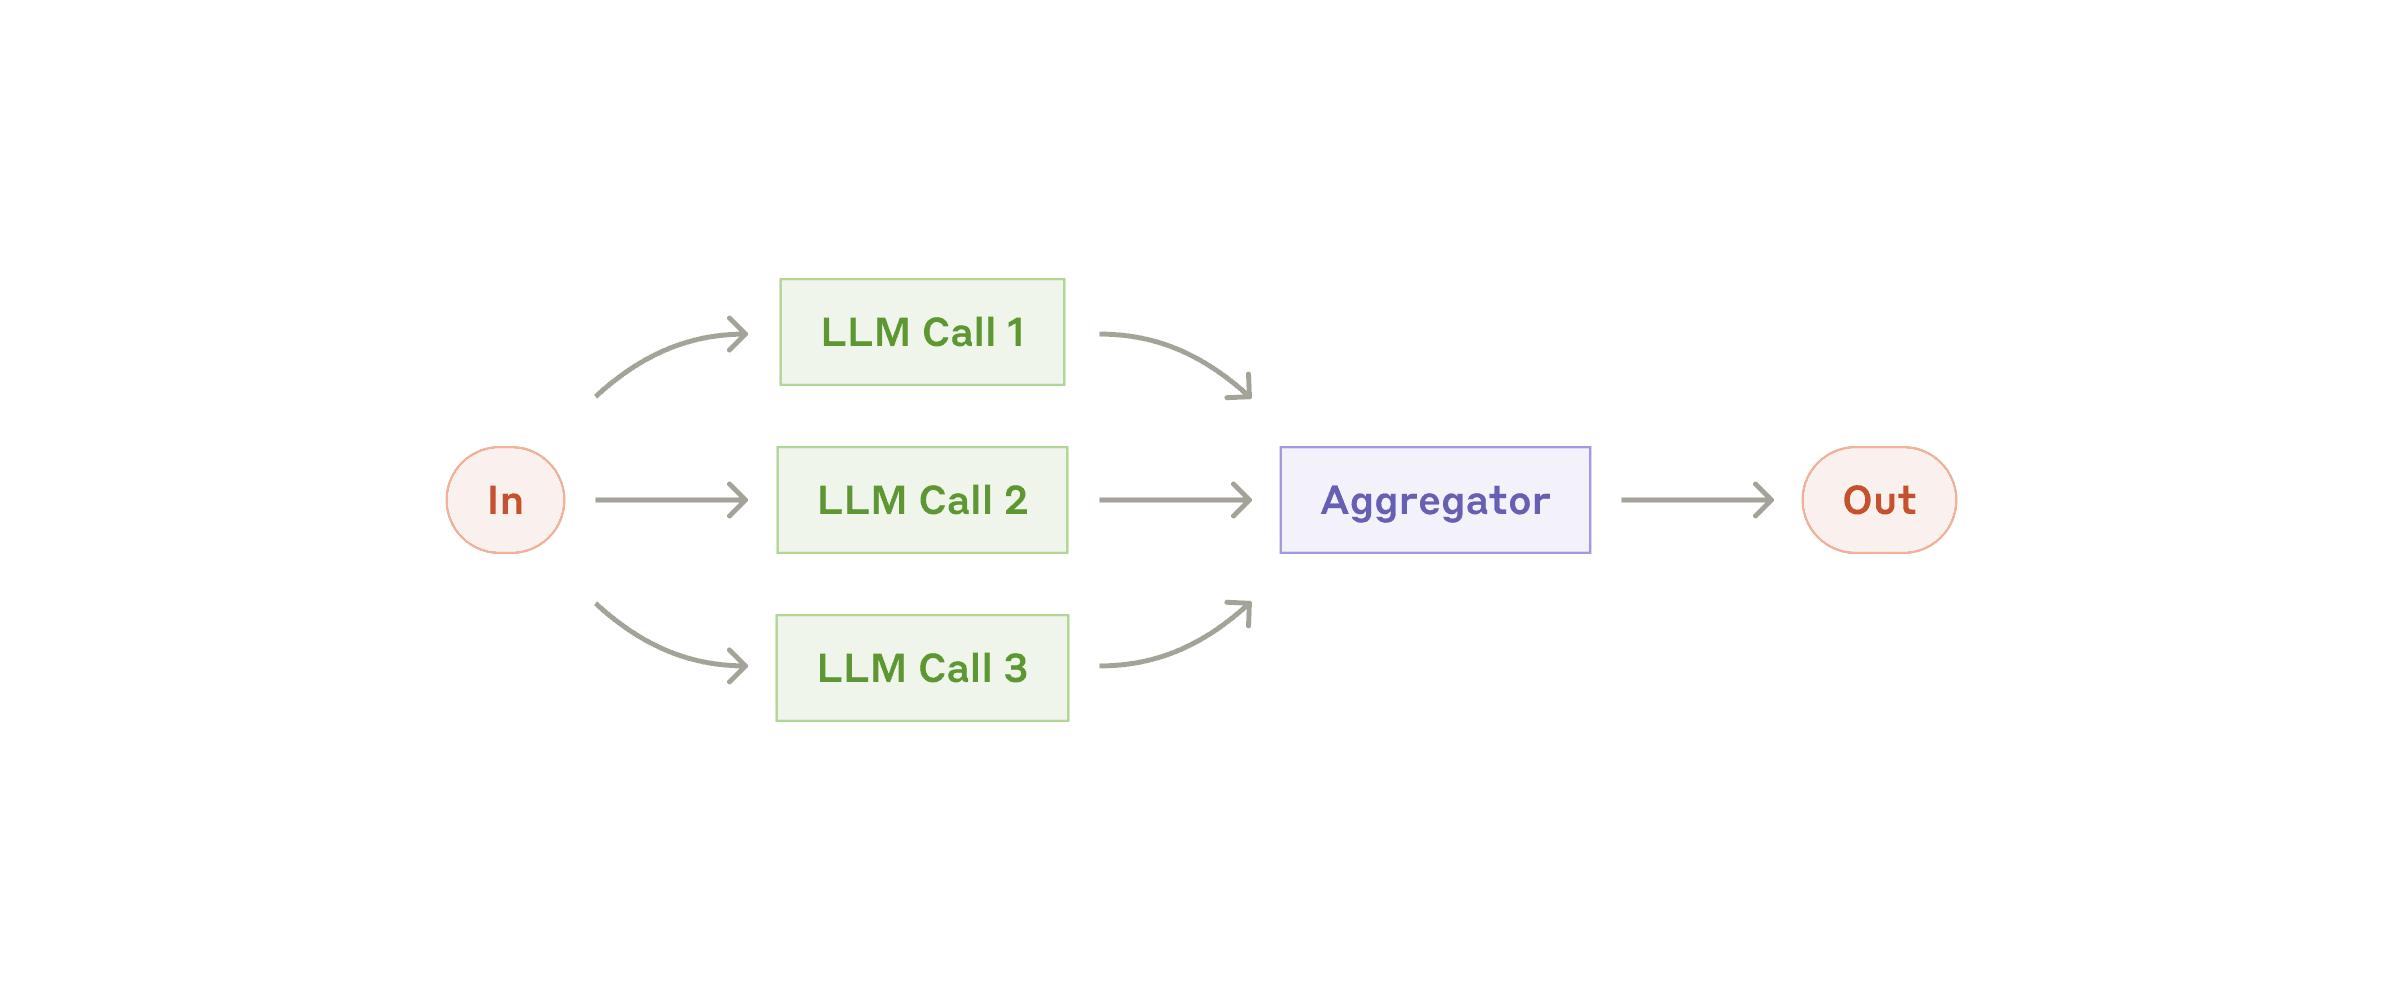 In
LLM Call 1
LLM Call 2
LLM Call 3
Aggregator
Out